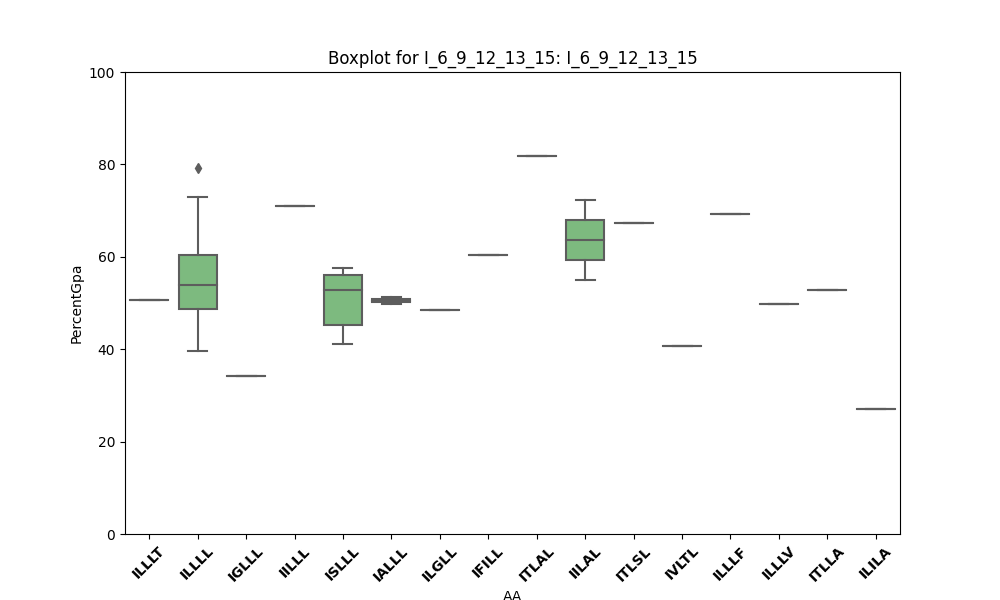 Boxplot for I_6_9_12_13_15: I_6_9_12_13_15
100
80
60
40
20
0
PercentGpa
ILLLT
ILLLL
IGLLL
IILLL
ISLLL
IALLL
ILGLL
IFILL
ITLAL
IILAL
ITLSL
IVLTL
ILLLF
ILLLV
ITLLA
ILILA
AA